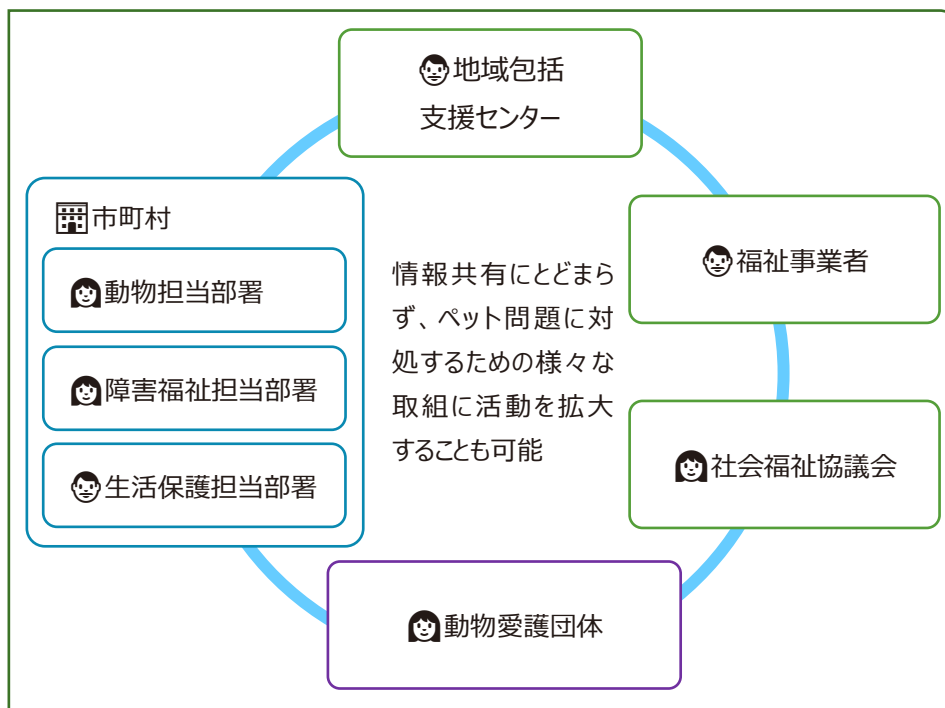 地域包括
支援センター
市町村
動物担当部署
障害福祉担当部署
生活保護担当部署
情報共有にとどまら
ず、ペット問題に対
処するための様々な
取組に活動を拡大
することも可能
福祉事業者
社会福祉協議会
動物愛護団体